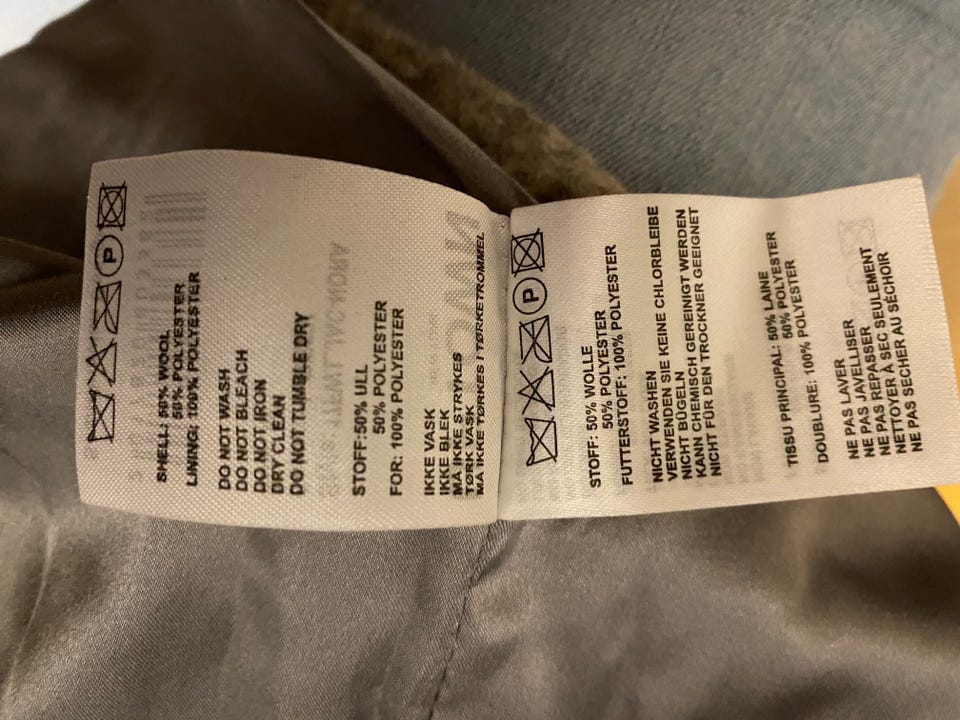 P
SHELL: 50% WOOL
50% POLYESTER
LINING: 100% POLYESTER
DO NOT WASH
DO NOT BLEACH
DO NOT IRON
DRY CLEAN
DO NOT TUMBLE DRY
STOFF:50% ULL
50% POLYESTER
FOR: 100% POLYESTER
IKKE VASK
IKKE BLEK
MÅ IKKE STRYKES
TØRK VASK
MÅ IKKE TØRKES I TØRKETROMMEL
P
STOFF: 50% WOLLE
50% POLYESTER
FUTTERSTOFF: 100% POLYESTER
NICHT WASHEN
VERWENDEN SIE KEINE CHLORBLEIBE
NICHT BÜGELN
KANN CHEMISCH GEREINIGT WERDEN
NICHT FÜR DEN TROCKNER GEEIGNET
TISSU PRINCIPAL: 50% LAINE
50% POLYESTER
DOUBLURE: 100% POLYESTER
NE PAS LAVER
NE PAS JAVELLISER
NE PAS REPASSER
NETTOYER À SEC SEULEMENT
NE PAS SECHER AU SÉCHOIR